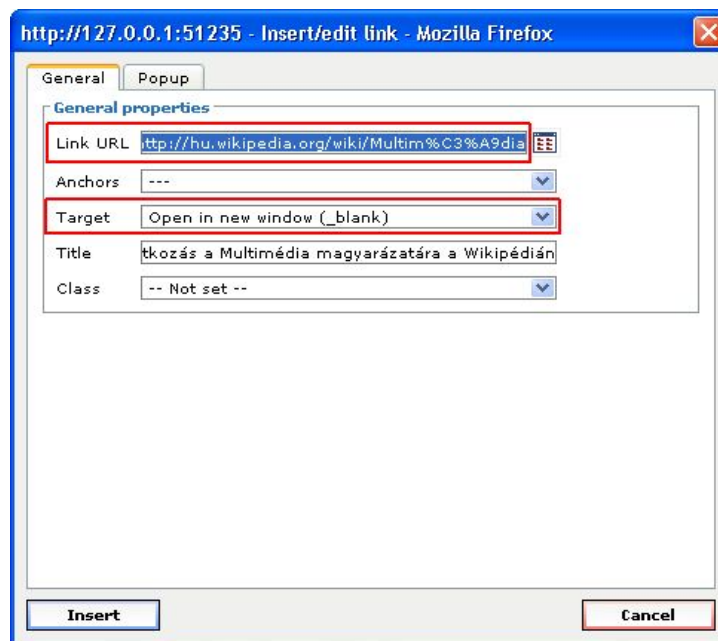 http://127.0.0.1:51235 - Insert/edit link - Mozilla Firefox
General Popup
General properties
Link URL ttp://hu.wikipedia.org/wiki/Multim%C3%A9dia
Anchors ---
Target Open in new window (_blank)
Title tkozás a Multimédia magyarázatára a Wikipédián
Class -- Not set --
Insert Cancel